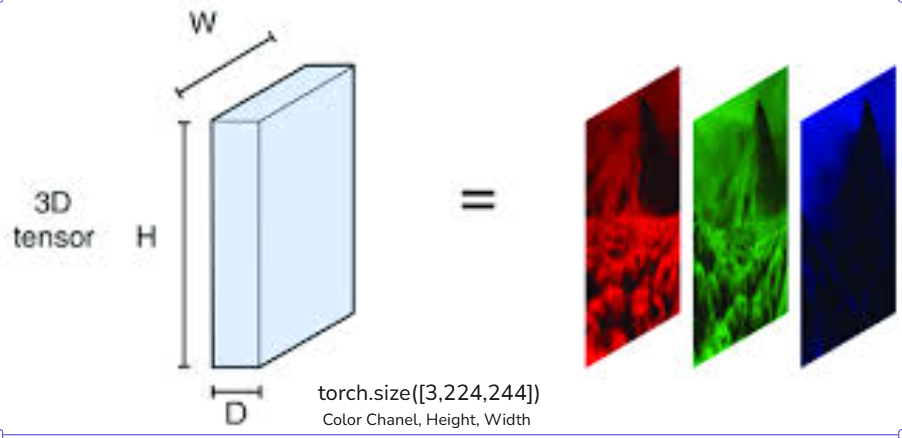 W
3D
tensor
H
=
D
torch.size([3,224,244])
Color Chanel, Height, Width